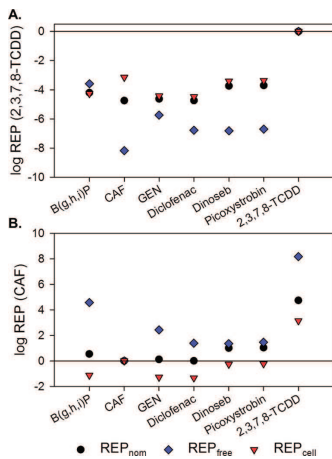 A.
log REP (2,3,7,8-TCDD)
0
-2
-4
-6
-8
-10
B(g,h,i)P
CAF
GEN
Diclofenac
Dinoseb
Picoxystrobin
2,3,7,8-TCDD
B.
log REP (CAF)
10
8
6
4
2
0
-2
B(g,h,i)P
CAF
GEN
Diclofenac
Dinoseb
Picoxystrobin
2,3,7,8-TCDD
REPnom REPfree REPcell